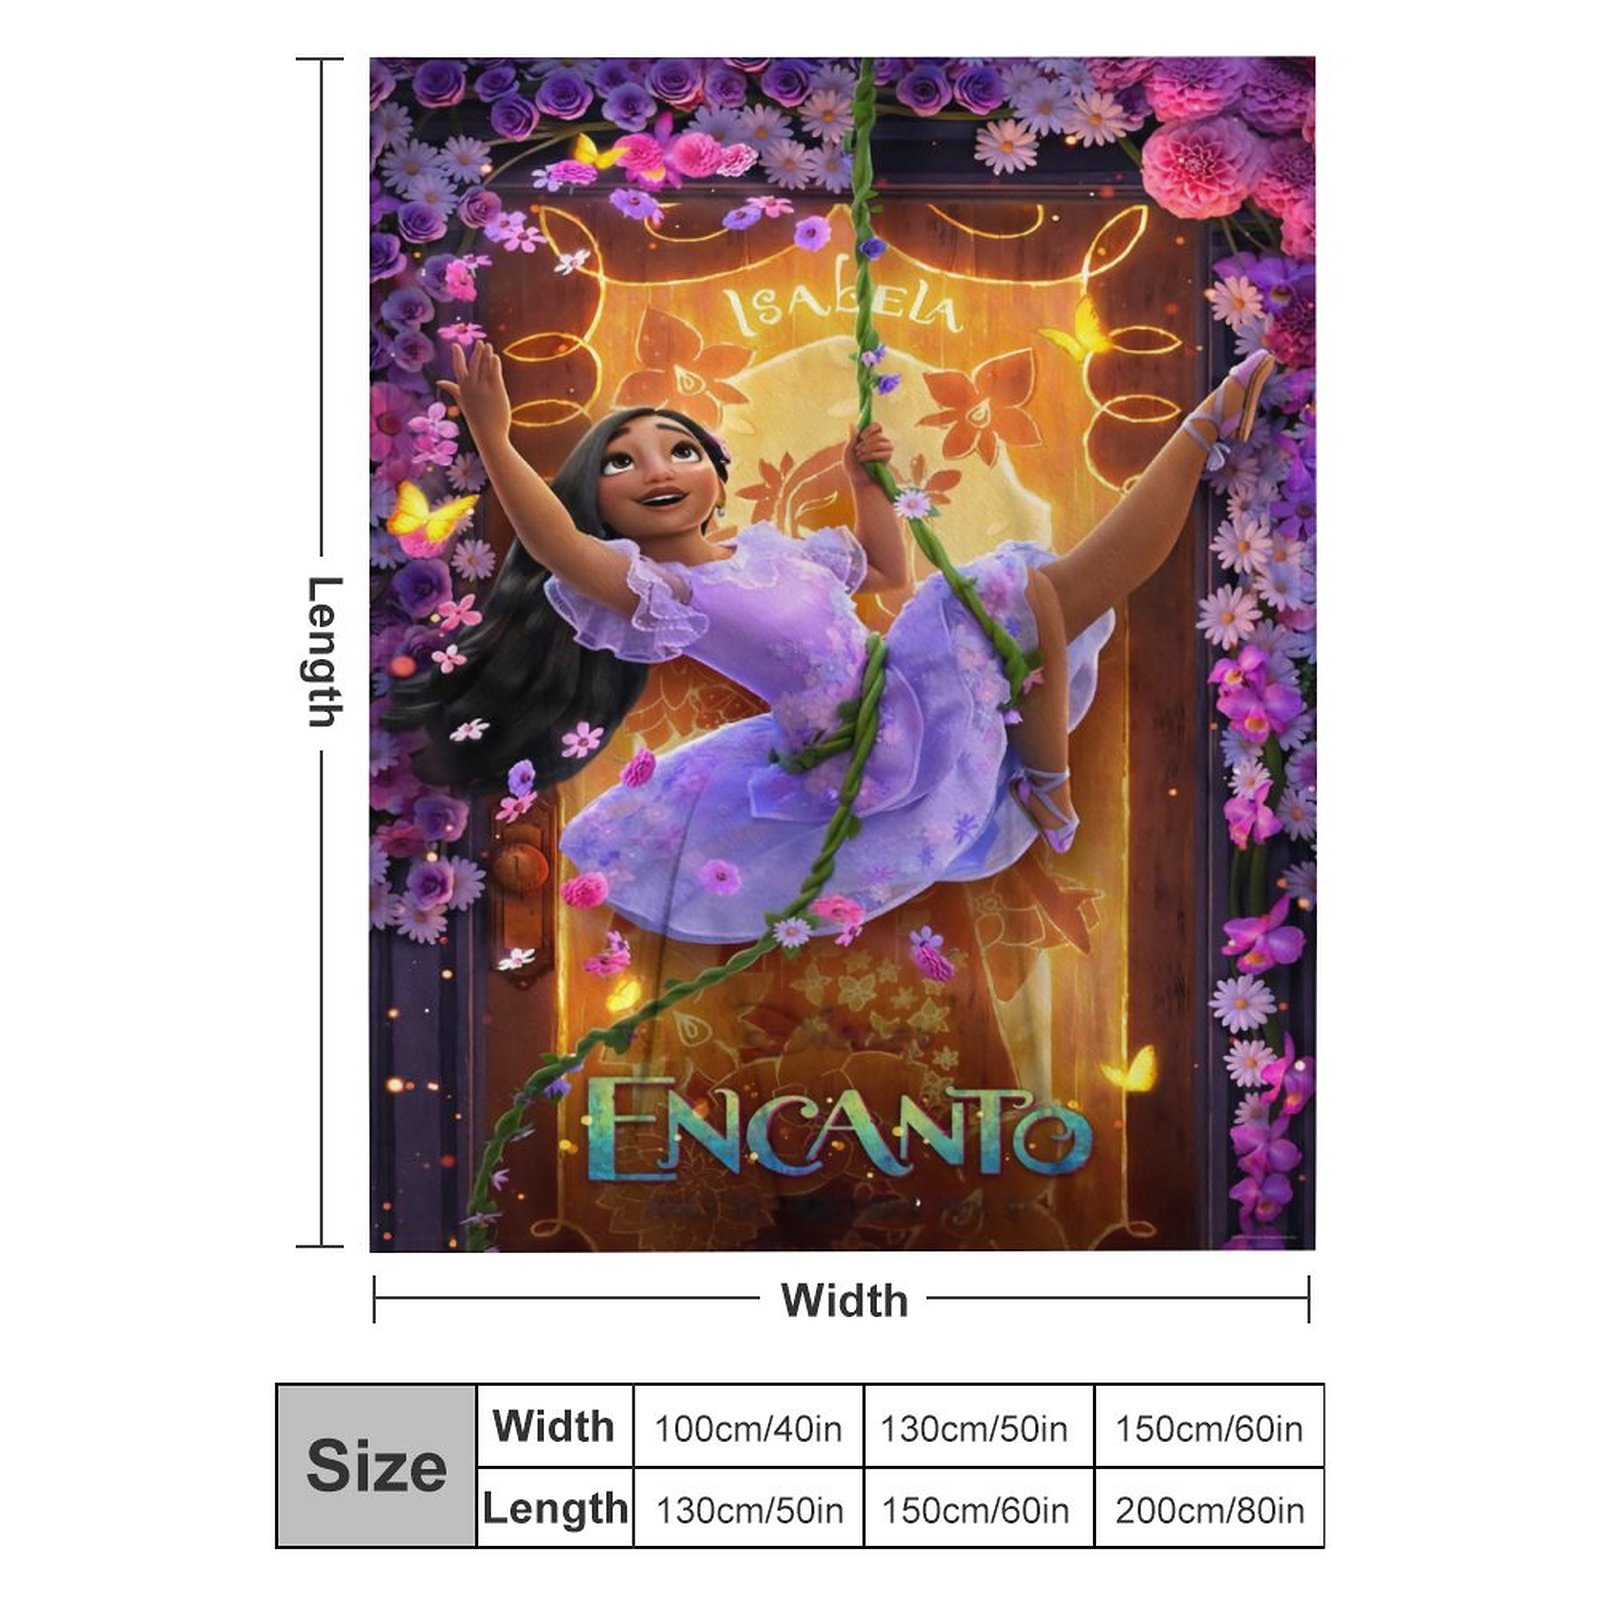 ISABELA
ENCANTO
Length
Width
Size
Width 100cm/40in 130cm/50in 150cm/60in
Length 130cm/50in 150cm/60in 200cm/80in